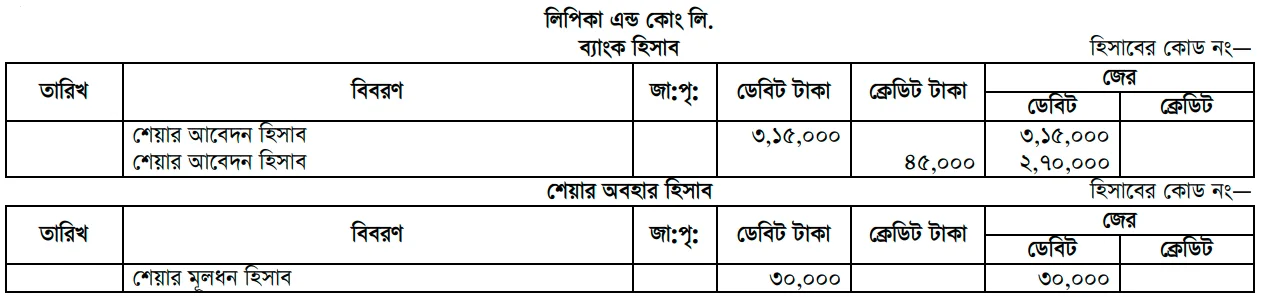 লিপিকা এন্ড কোং লি.
ব্যাংক হিসাব হিসাবের কোড নং—
তারিখ বিবরণ জা:পৃ: ডেবিট টাকা ক্রেডিট টাকা জের
ডেবিট ক্রেডিট
শেয়ার আবেদন হিসাব ৩,১৫,০০০ ৩,১৫,০০০
শেয়ার আবেদন হিসাব ৪৫,০০০ ২,৭০,০০০
শেয়ার অবহার হিসাব হিসাবের কোড নং—
তারিখ বিবরণ জা:পৃ: ডেবিট টাকা ক্রেডিট টাকা জের
ডেবিট ক্রেডিট
শেয়ার মূলধন হিসাব ৩০,০০০ ৩০,০০০